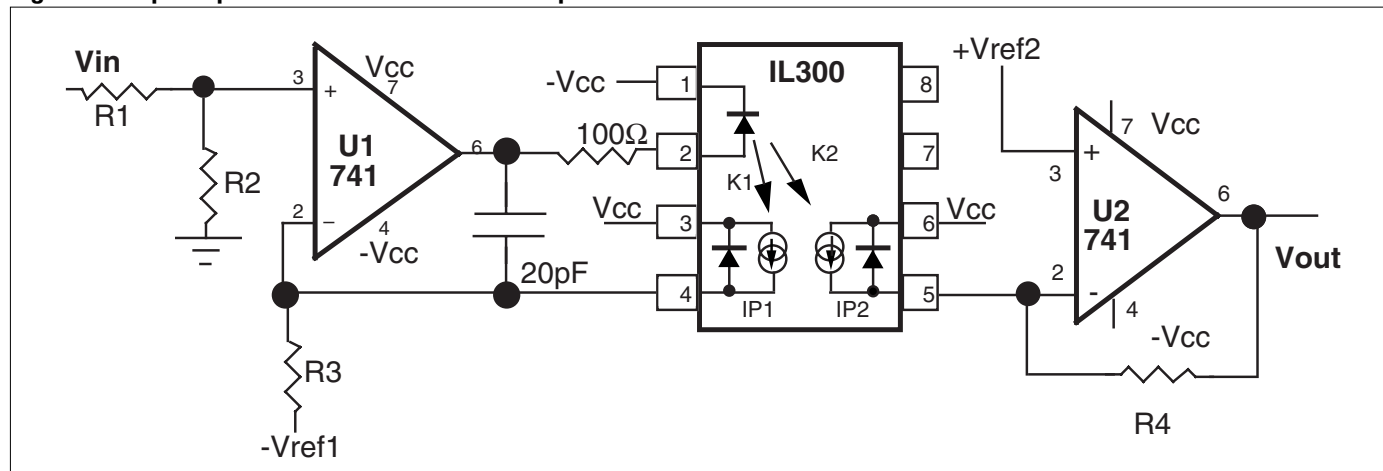 Vin
R1
R2
3
+
Vcc
7
U1
741
6
2
–
4
-Vcc
R3
-Vref1
20pF
100Ω
-Vcc
Vcc
IL300
1
2
3
4
8
7
6
5
K1
K2
IP1
IP2
Vcc
+Vref2
3
+
7
Vcc
U2
741
6
2
-
4
-Vcc
R4
Vout